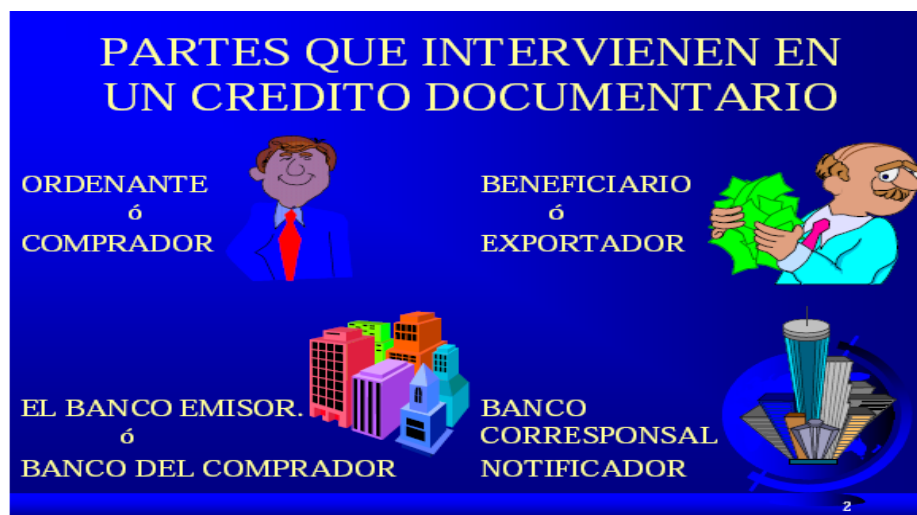 PARTES QUE INTERVIENEN EN
UN CREDITO DOCUMENTARIO
ORDENANTE
ó
COMPRADOR
BENEFICIARIO
ó
EXPORTADOR
EL BANCO EMISOR.
ó
BANCO DEL COMPRADOR
BANCO
CORRESPONSAL
NOTIFICADOR
2